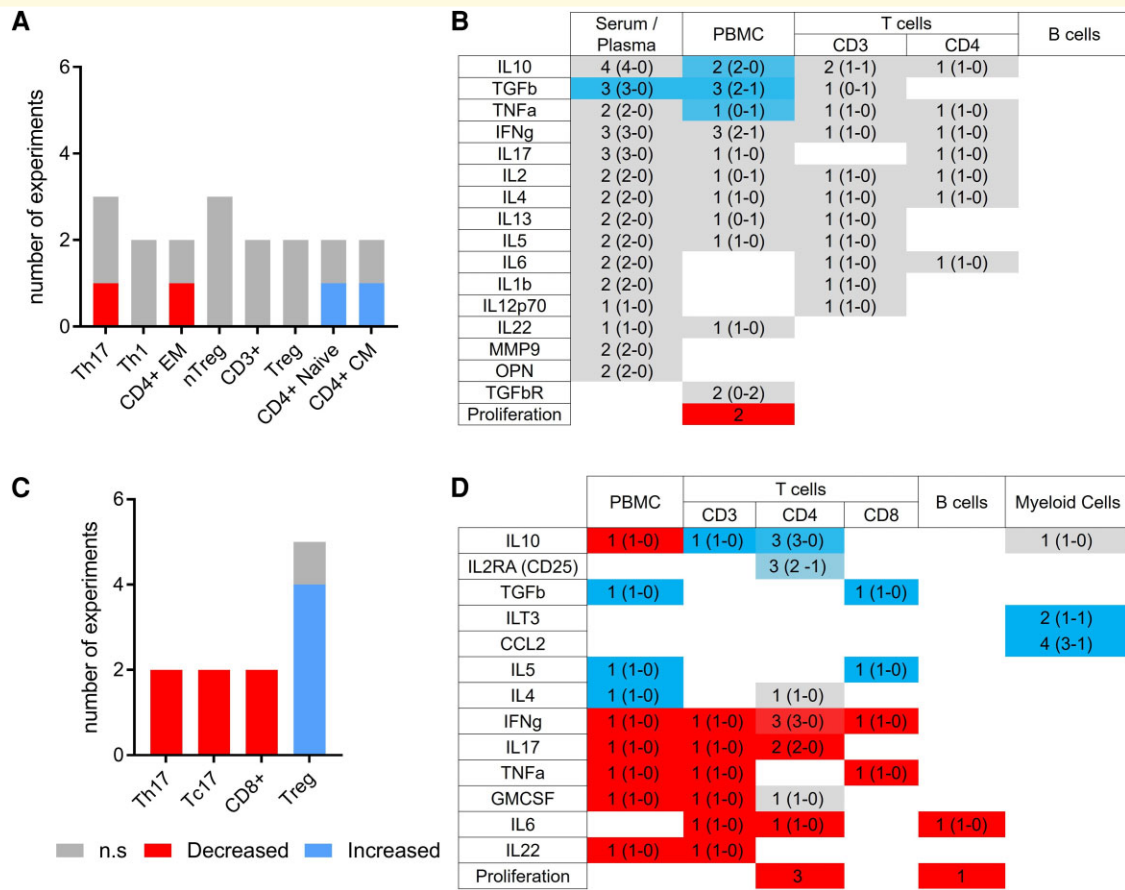 A
number of experiments
6
4
2
0
Th17
Th1
CD4+ EM
nTreg
CD3+
Treg
CD4+ Naive
CD4+ CM
B
Serum / Plasma PBMC T cells B cells
CD3 CD4
IL10 4 (4-0) 2 (2-0) 2 (1-1) 1 (1-0)
TGFb 3 (3-0) 3 (2-1) 1 (0-1)
TNFa 2 (2-0) 1 (0-1) 1 (1-0) 1 (1-0)
IFNg 3 (3-0) 3 (2-1) 1 (1-0) 1 (1-0)
IL17 3 (3-0) 1 (1-0) 1 (1-0)
IL2 2 (2-0) 1 (0-1) 1 (1-0) 1 (1-0)
IL4 2 (2-0) 1 (1-0) 1 (1-0) 1 (1-0)
IL13 2 (2-0) 1 (0-1) 1 (1-0)
IL5 2 (2-0) 1 (1-0) 1 (1-0)
IL6 2 (2-0) 1 (1-0) 1 (1-0)
IL1b 2 (2-0) 1 (1-0)
IL12p70 1 (1-0) 1 (1-0)
IL22 1 (1-0) 1 (1-0)
MMP9 2 (2-0)
OPN 2 (2-0)
TGFbR 2 (0-2)
Proliferation 2
C
number of experiments
6
4
2
0
Th17
Tc17
CD8+
Treg
n.s Decreased Increased
D
PBMC T cells B cells Myeloid Cells
CD3 CD4 CD8
IL10 1 (1-0) 1 (1-0) 3 (3-0) 1 (1-0)
IL2RA (CD25) 3 (2 -1)
TGFb 1 (1-0) 1 (1-0)
ILT3 2 (1-1)
CCL2 4 (3-1)
IL5 1 (1-0) 1 (1-0)
IL4 1 (1-0) 1 (1-0)
IFNg 1 (1-0) 1 (1-0) 3 (3-0) 1 (1-0)
IL17 1 (1-0) 1 (1-0) 2 (2-0)
TNFa 1 (1-0) 1 (1-0) 1 (1-0)
GMCSF 1 (1-0) 1 (1-0) 1 (1-0)
IL6 1 (1-0) 1 (1-0) 1 (1-0)
IL22 1 (1-0) 1 (1-0)
Proliferation 3 1